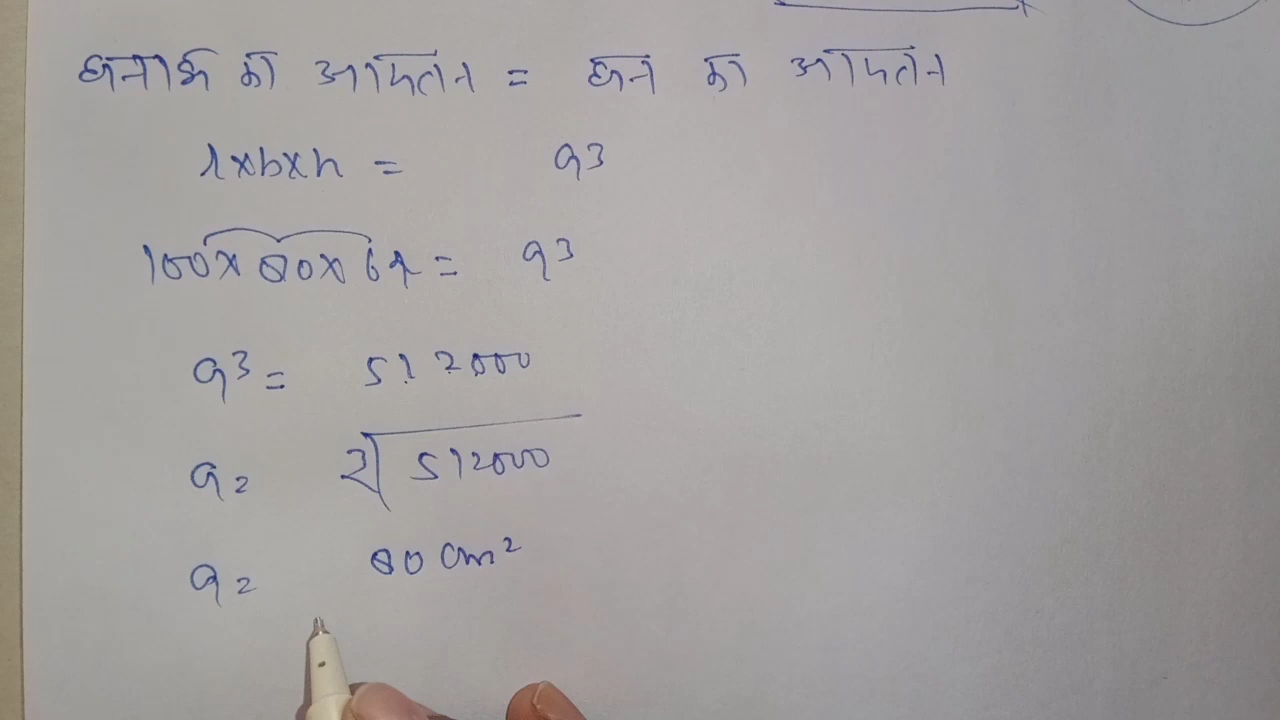 घनाभ का आयतन = घन का आयतन
l×b×h = a3
100× 80× 64 = a3
a3 = 512000
a = 3√512000
a = 80 cm²